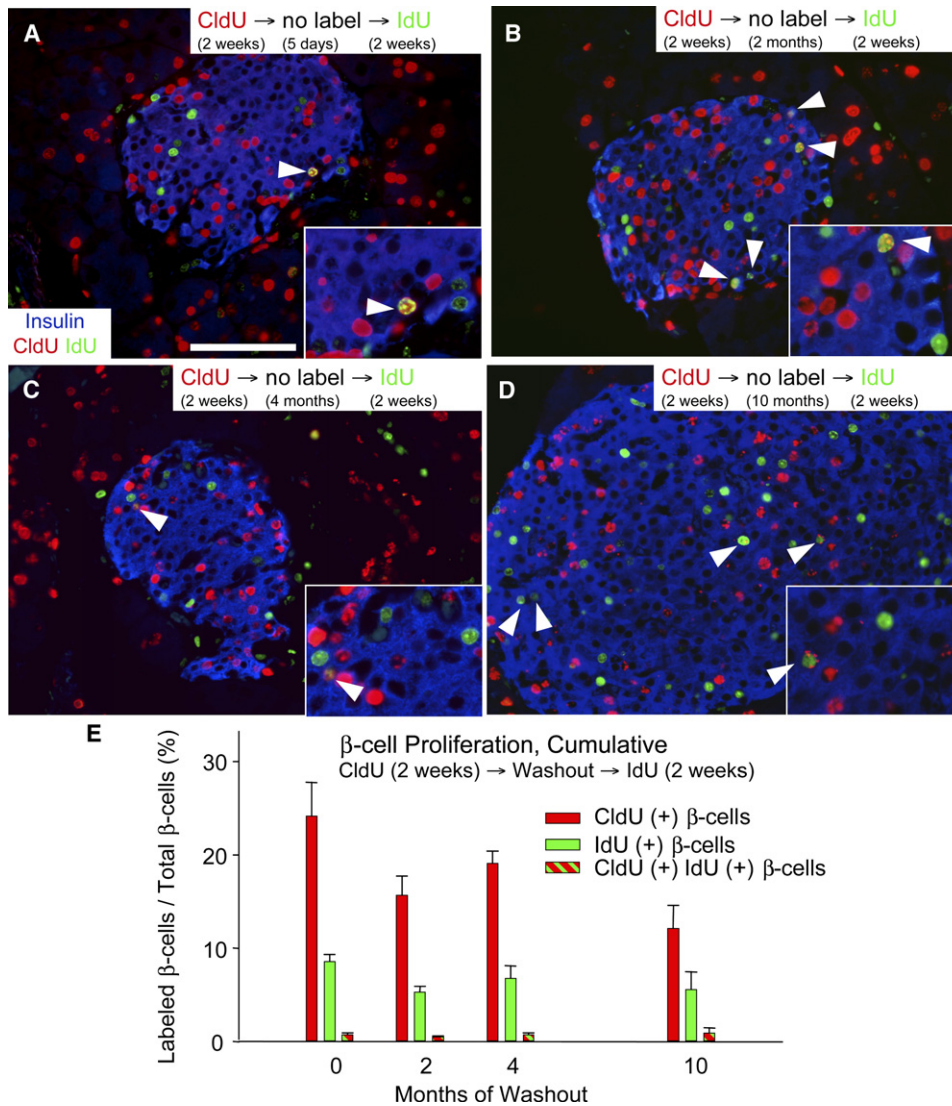 A
CldU → no label → IdU
(2 weeks) (5 days) (2 weeks)
Insulin
CldU IdU
B
CldU → no label → IdU
(2 weeks) (2 months) (2 weeks)
C
CldU → no label → IdU
(2 weeks) (4 months) (2 weeks)
D
CldU → no label → IdU
(2 weeks) (10 months) (2 weeks)
E
β-cell Proliferation, Cumulative
CldU (2 weeks) → Washout → IdU (2 weeks)
CldU (+) β-cells
IdU (+) β-cells
CldU (+) IdU (+) β-cells
Labeled β-cells / Total β-cells (%)
30
20
10
0
0 2 4 10
Months of Washout